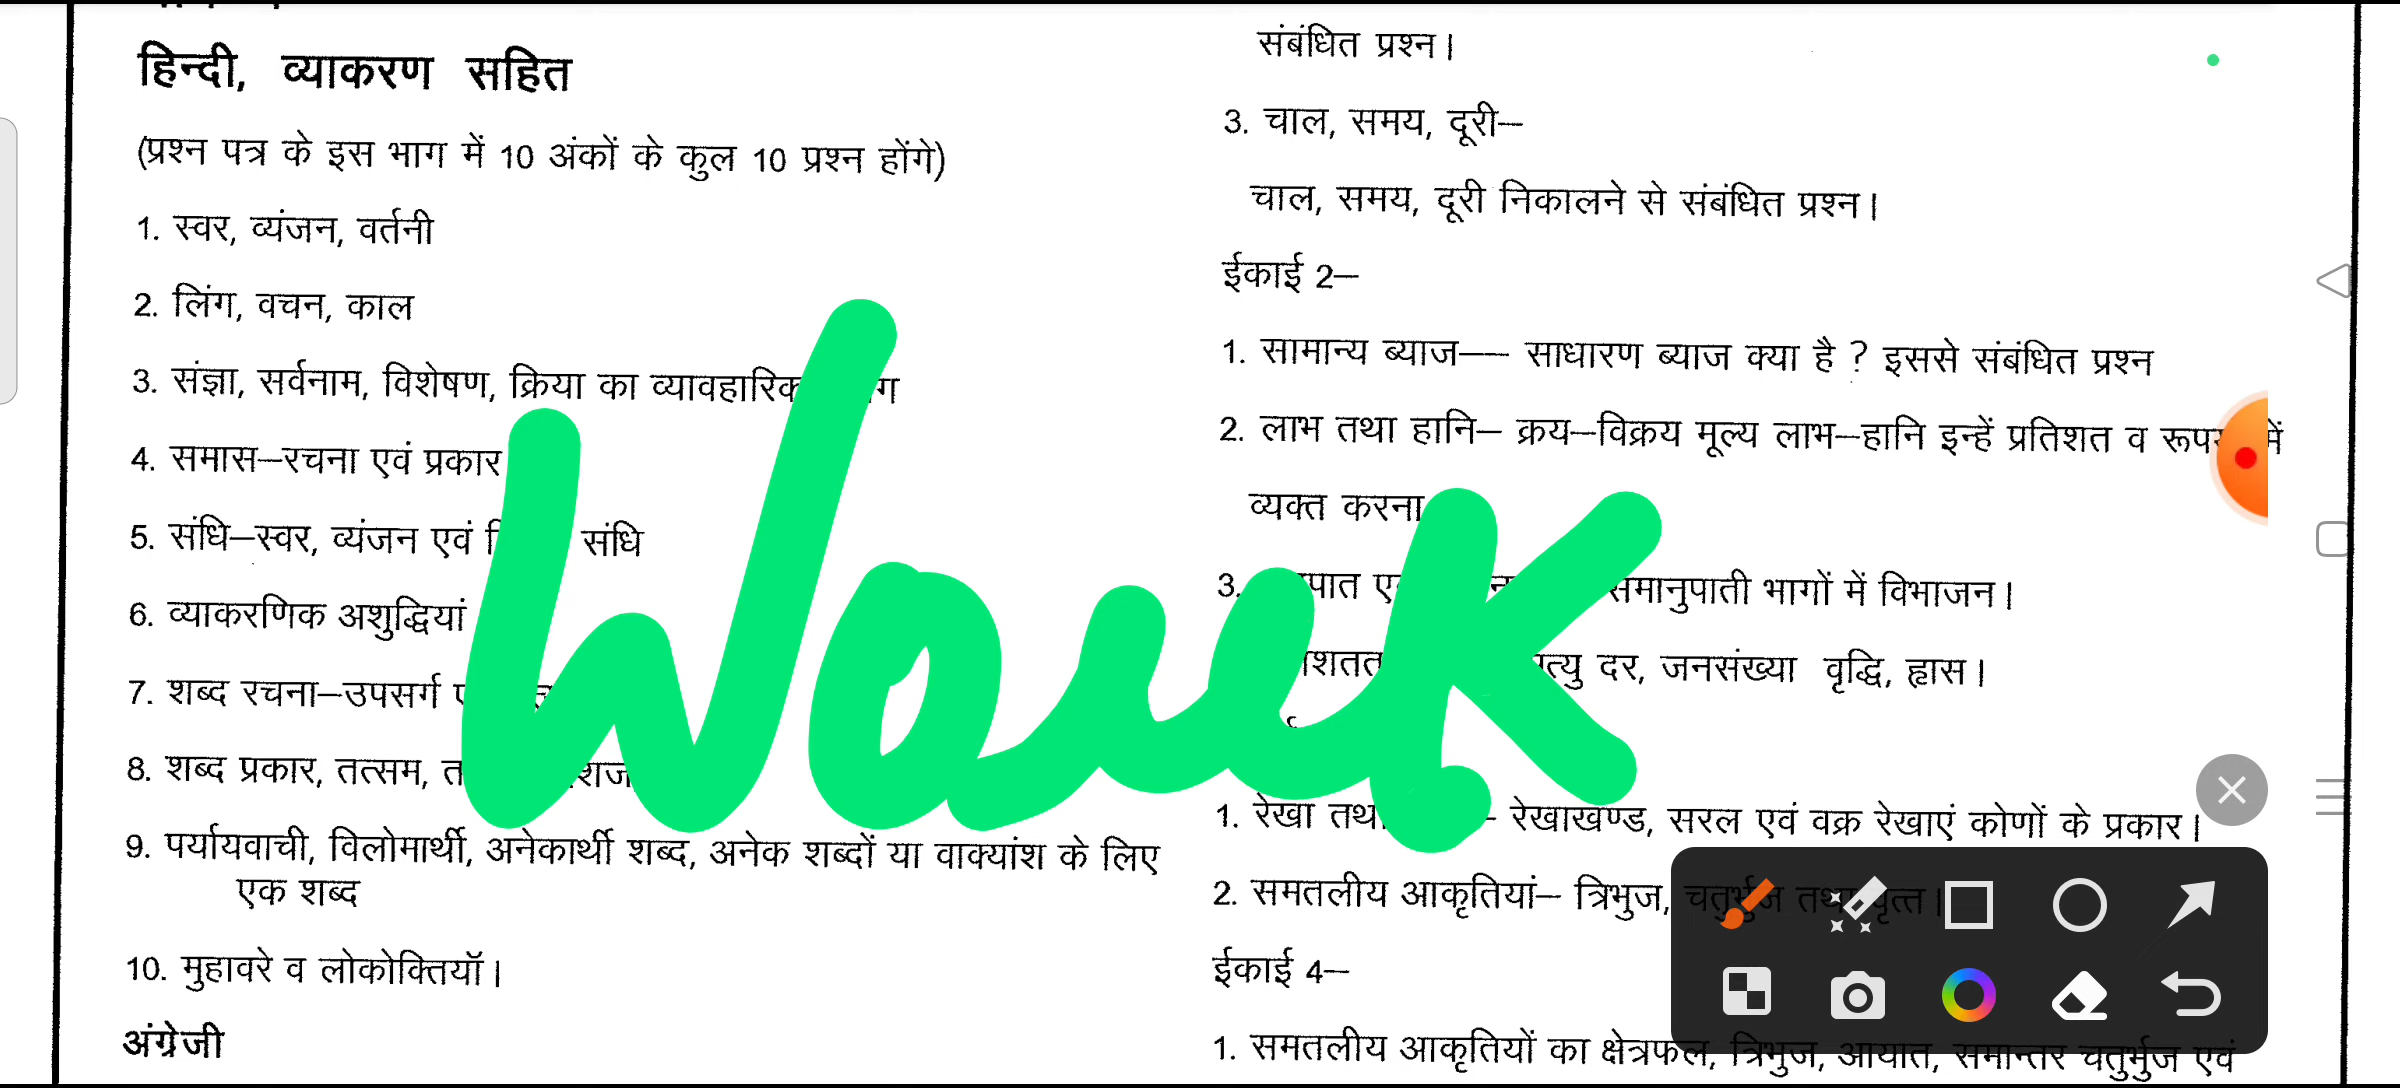 हिन्दी, व्याकरण सहित
(प्रश्न पत्र के इस भाग में 10 अंकों के कुल 10 प्रश्न होंगे)
1. स्वर, व्यंजन, वर्तनी
2. लिंग, वचन, काल
3. संज्ञा, सर्वनाम, विशेषण, क्रिया का
4. समास–रचना एवं प्रकार
5. संधि–स्वर, व्यंजन एवं संधि
6. व्याकरणिक अशुद्धियां
7. शब्द रचना–उपसर्ग
8. शब्द प्रकार, तत्सम,
9. पर्यायवाची, विलोमार्थी, अनेकार्थी शब्द, अनेक शब्दों या वाक्यांश के लिए
एक शब्द
10. मुहावरे व लोकोक्तियॉ।
अंग्रेजी
संबंधित प्रश्न।
3. चाल, समय, दूरी–
चाल, समय, दूरी निकालने से संबंधित प्रश्न।
ईकाई 2–
1. सामान्य ब्याज–– साधारण ब्याज क्या है ? इससे संबंधित प्रश्न
2. लाभ तथा हानि– क्रय–विक्रय मूल्य लाभ–हानि इन्हें प्रतिशत व में
व्यक्त करना
3. समानुपाती भागों में विभाजन।
दर, जनसंख्या वृद्धि, ह्रास।
1. रेखा – रेखाखण्ड, सरल एवं वक्र रेखाएं कोणों के प्रकार।
2. समतलीय आकृतियां– त्रिभुज, चतुर्भुज तथा वृत्त।
ईकाई 4–
1. समतलीय आकृतियों का क्षेत्रफल, त्रिभुज, आयात, समान्तर चतुर्भुज एवं